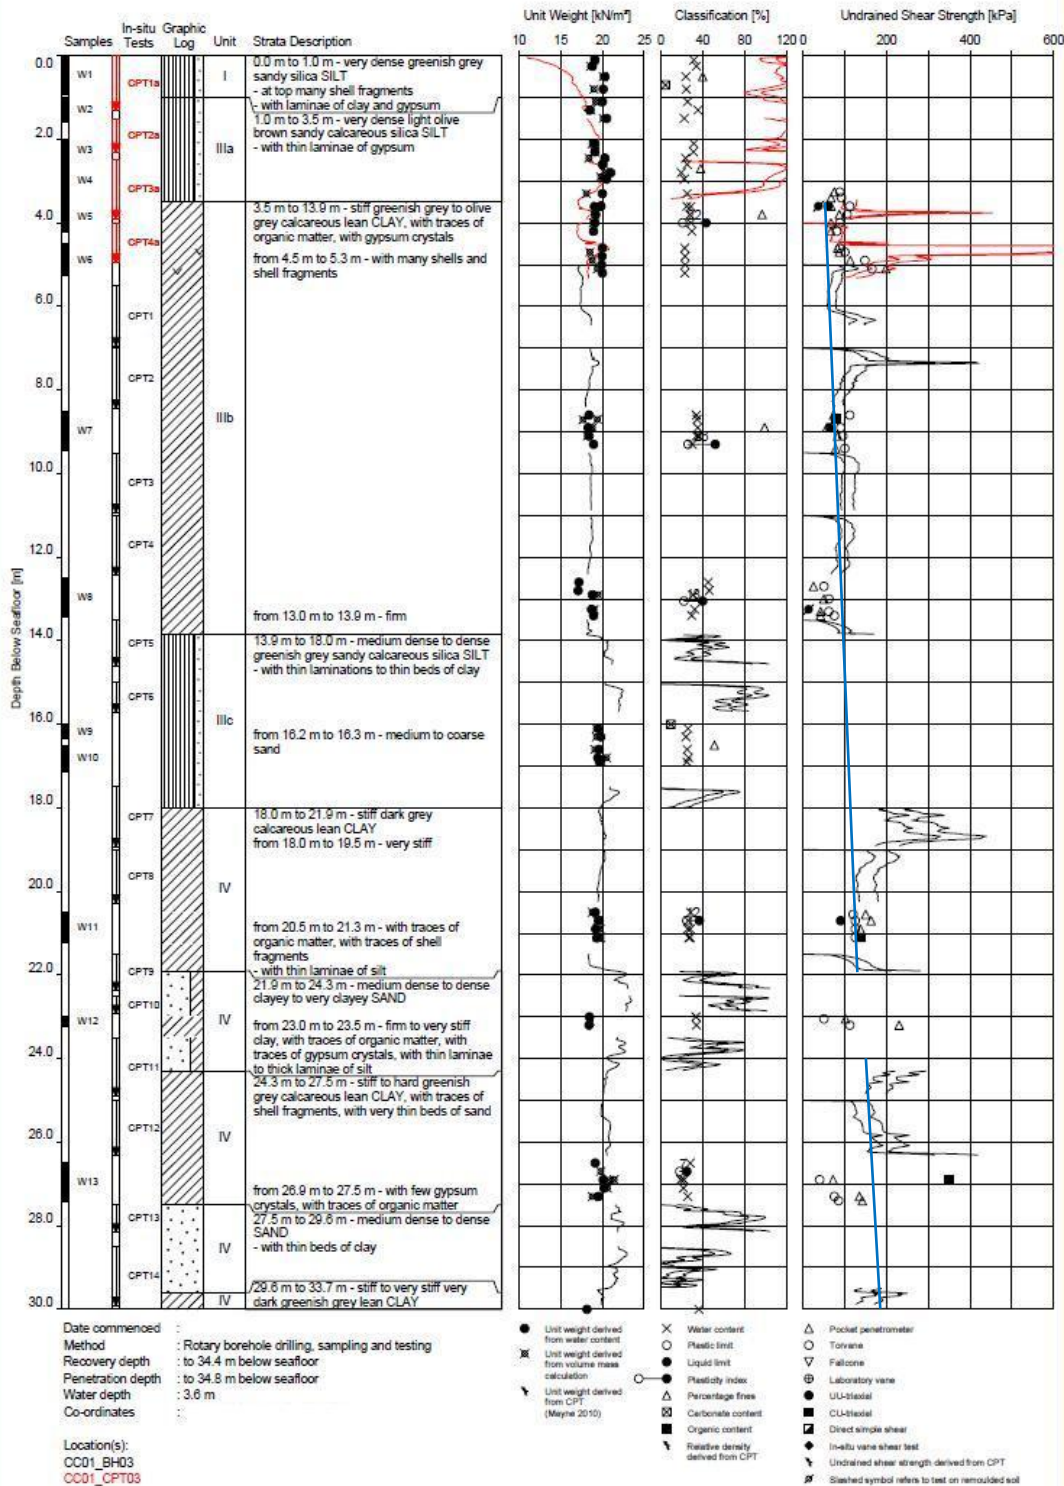 Unit Weight [kN/m³] Classification [%] Undrained Shear Strength [kPa]
In-situ Graphic
Samples Tests Log Unit Strata Description
10 15 20 25 0 40 80 120 0 200 400 600
Depth Below Seafloor [m]
0.0
2.0
4.0
6.0
8.0
10.0
12.0
14.0
16.0
18.0
20.0
22.0
24.0
26.0
28.0
30.0
W1
W2
W3
W4
W5
W6
W7
W8
W9
W10
W11
W12
W13
CPT1a
CPT2a
CPT3a
CPT4a
CPT1
CPT2
CPT3
CPT4
CPT5
CPT6
CPT7
CPT8
CPT9
CPT10
CPT11
CPT12
CPT13
CPT14
I
IIIa
IIIb
IIIc
IV
IV
IV
IV
IV
0.0 m to 1.0 m - very dense greenish grey
sandy silica SILT
- at top many shell fragments
- with laminae of clay and gypsum
1.0 m to 3.5 m - very dense light olive
brown sandy calcareous silica SILT
- with thin laminae of gypsum
3.5 m to 13.9 m - stiff greenish grey to olive
grey calcareous lean CLAY, with traces of
organic matter, with gypsum crystals
from 4.5 m to 5.3 m - with many shells and
shell fragments
from 13.0 m to 13.9 m - firm
13.9 m to 18.0 m - medium dense to dense
greenish grey sandy calcareous silica SILT
- with thin laminations to thin beds of clay
from 16.2 m to 16.3 m - medium to coarse
sand
18.0 m to 21.9 m - stiff dark grey
calcareous lean CLAY
from 18.0 m to 19.5 m - very stiff
from 20.5 m to 21.3 m - with traces of
organic matter, with traces of shell
fragments
- with thin laminae of silt
21.9 m to 24.3 m - medium dense to dense
clayey to very clayey SAND
from 23.0 m to 23.5 m - firm to very stiff
clay, with traces of organic matter, with
traces of gypsum crystals, with thin laminae
to thick laminae of silt
24.3 m to 27.5 m - stiff to hard greenish
grey calcareous lean CLAY, with traces of
shell fragments, with very thin beds of sand
from 26.9 m to 27.5 m - with few gypsum
crystals, with traces of organic matter
27.5 m to 29.6 m - medium dense to dense
SAND
- with thin beds of clay
29.6 m to 33.7 m - stiff to very stiff very
dark greenish grey lean CLAY
Date commenced :
Method : Rotary borehole drilling, sampling and testing
Recovery depth : to 34.4 m below seafloor
Penetration depth : to 34.8 m below seafloor
Water depth : 3.6 m
Co-ordinates :
Location(s):
CC01_BH03
CC01_CPT03
Unit weight derived
from water content
Unit weight derived
from volume mass
calculation
Unit weight derived
from CPT
(Mayne 2010)
Water content
Plastic limit
Liquid limit
Plasticity index
Percentage fines
Carbonate content
Organic content
Relative density
derived from CPT
Pocket penetrometer
Torvane
Fallcone
Laboratory vane
UU-triaxial
CU-triaxial
Direct simple shear
In-situ vane shear test
Undrained shear strength derived from CPT
Slashed symbol refers to test on remoulded soil